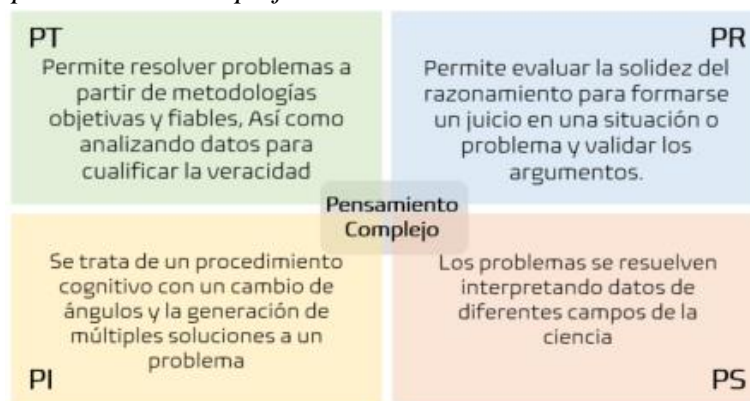 PT
Permite resolver problemas a
partir de metodologías
objetivas y fiables, Así como
analizando datos para
cualificar la veracidad
PR
Permite evaluar la solidez del
razonamiento para formarse
un juicio en una situación o
problema y validar los
argumentos.
Pensamiento
Complejo
Se trata de un procedimiento
cognitivo con un cambio de
ángulos y la generación de
múltiples soluciones a un
problema
PI
Los problemas se resuelven
interpretando datos de
diferentes campos de la
ciencia
PS